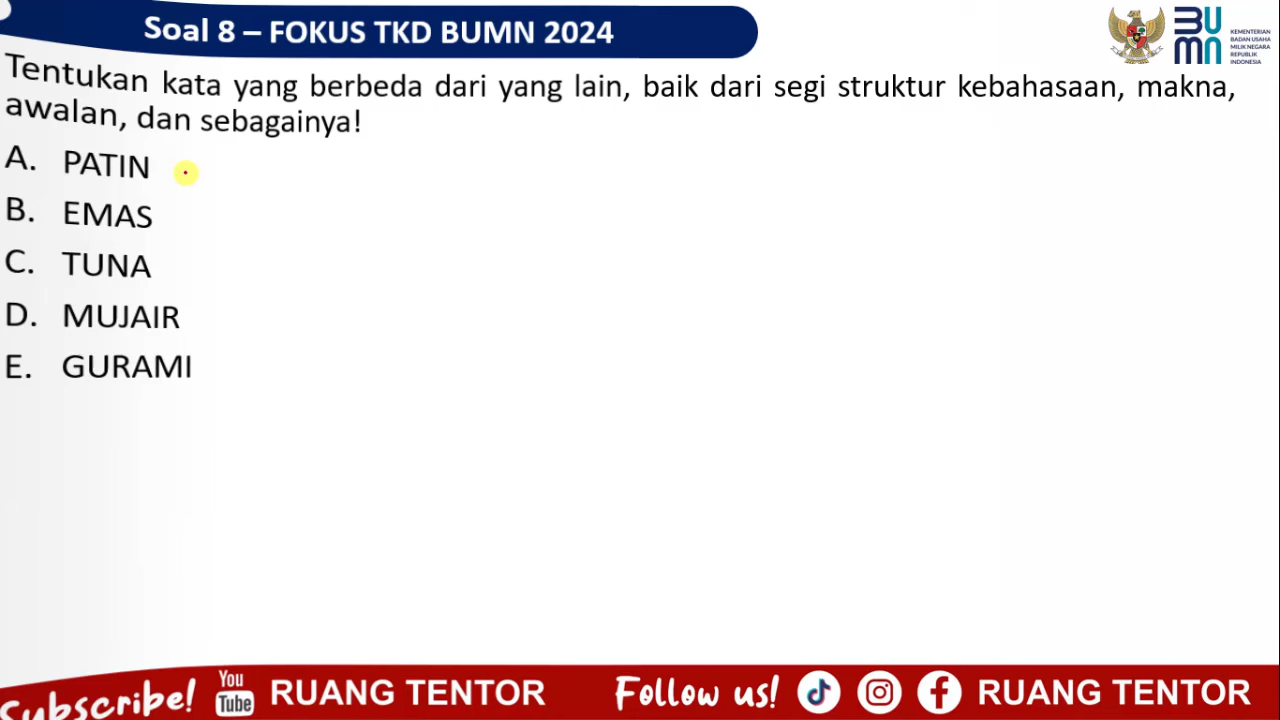 Soal 8 – FOKUS TKD BUMN 2024
KEMENTERIAN
BADAN USAHA
MILIK NEGARA
REPUBLIK
INDONESIA
Tentukan kata yang berbeda dari yang lain, baik dari segi struktur kebahasaan, makna,
awalan, dan sebagainya!
A. PATIN
B. EMAS
C. TUNA
D. MUJAIR
E. GURAMI
Subscribe! You Tube RUANG TENTOR Follow us! RUANG TENTOR